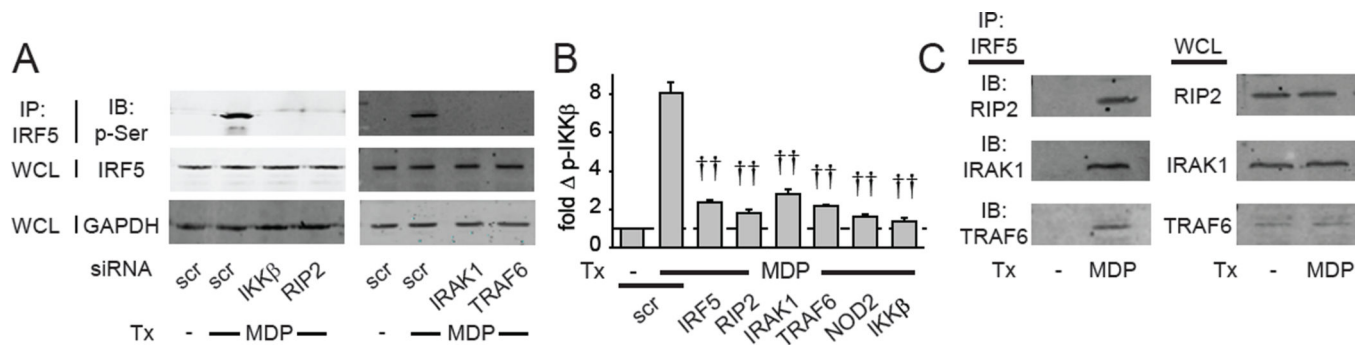 A
IP: IRF5 IB: p-Ser
WCL IRF5
WCL GAPDH
siRNA scr scr IKKβ RIP2 scr scr IRAK1 TRAF6
Tx - MDP - MDP
B
fold Δ p-IKKβ
8
6
4
2
0
†† †† †† †† †† ††
Tx - MDP
scr IRF5 RIP2 IRAK1 TRAF6 NOD2 IKKβ
C
IP: IRF5 WCL
IB: RIP2 RIP2
IB: IRAK1 IRAK1
IB: TRAF6 TRAF6
Tx - MDP - MDP